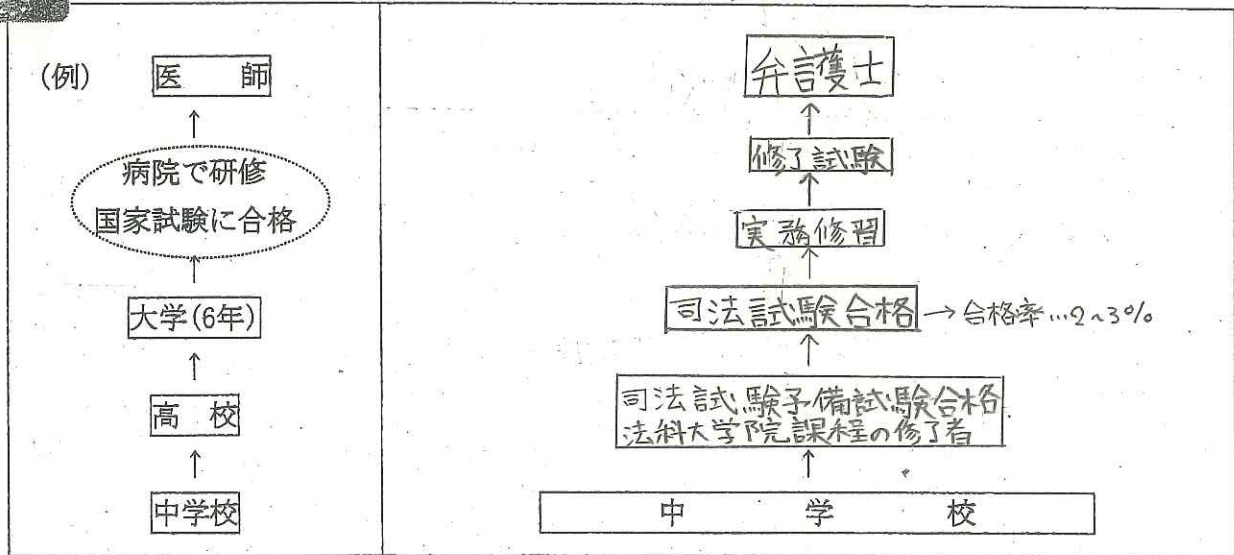 (例) 医 師
↑
病院で研修
国家試験に合格
↑
大学(6年)
↑
高 校
↑
中学校
弁護士
↑
修了試験
↑
実務修習
↑
司法試験合格 → 合格率…2~3%
↑
司法試験予備試験合格
法科大学院課程の修了者
↑
中 学 校